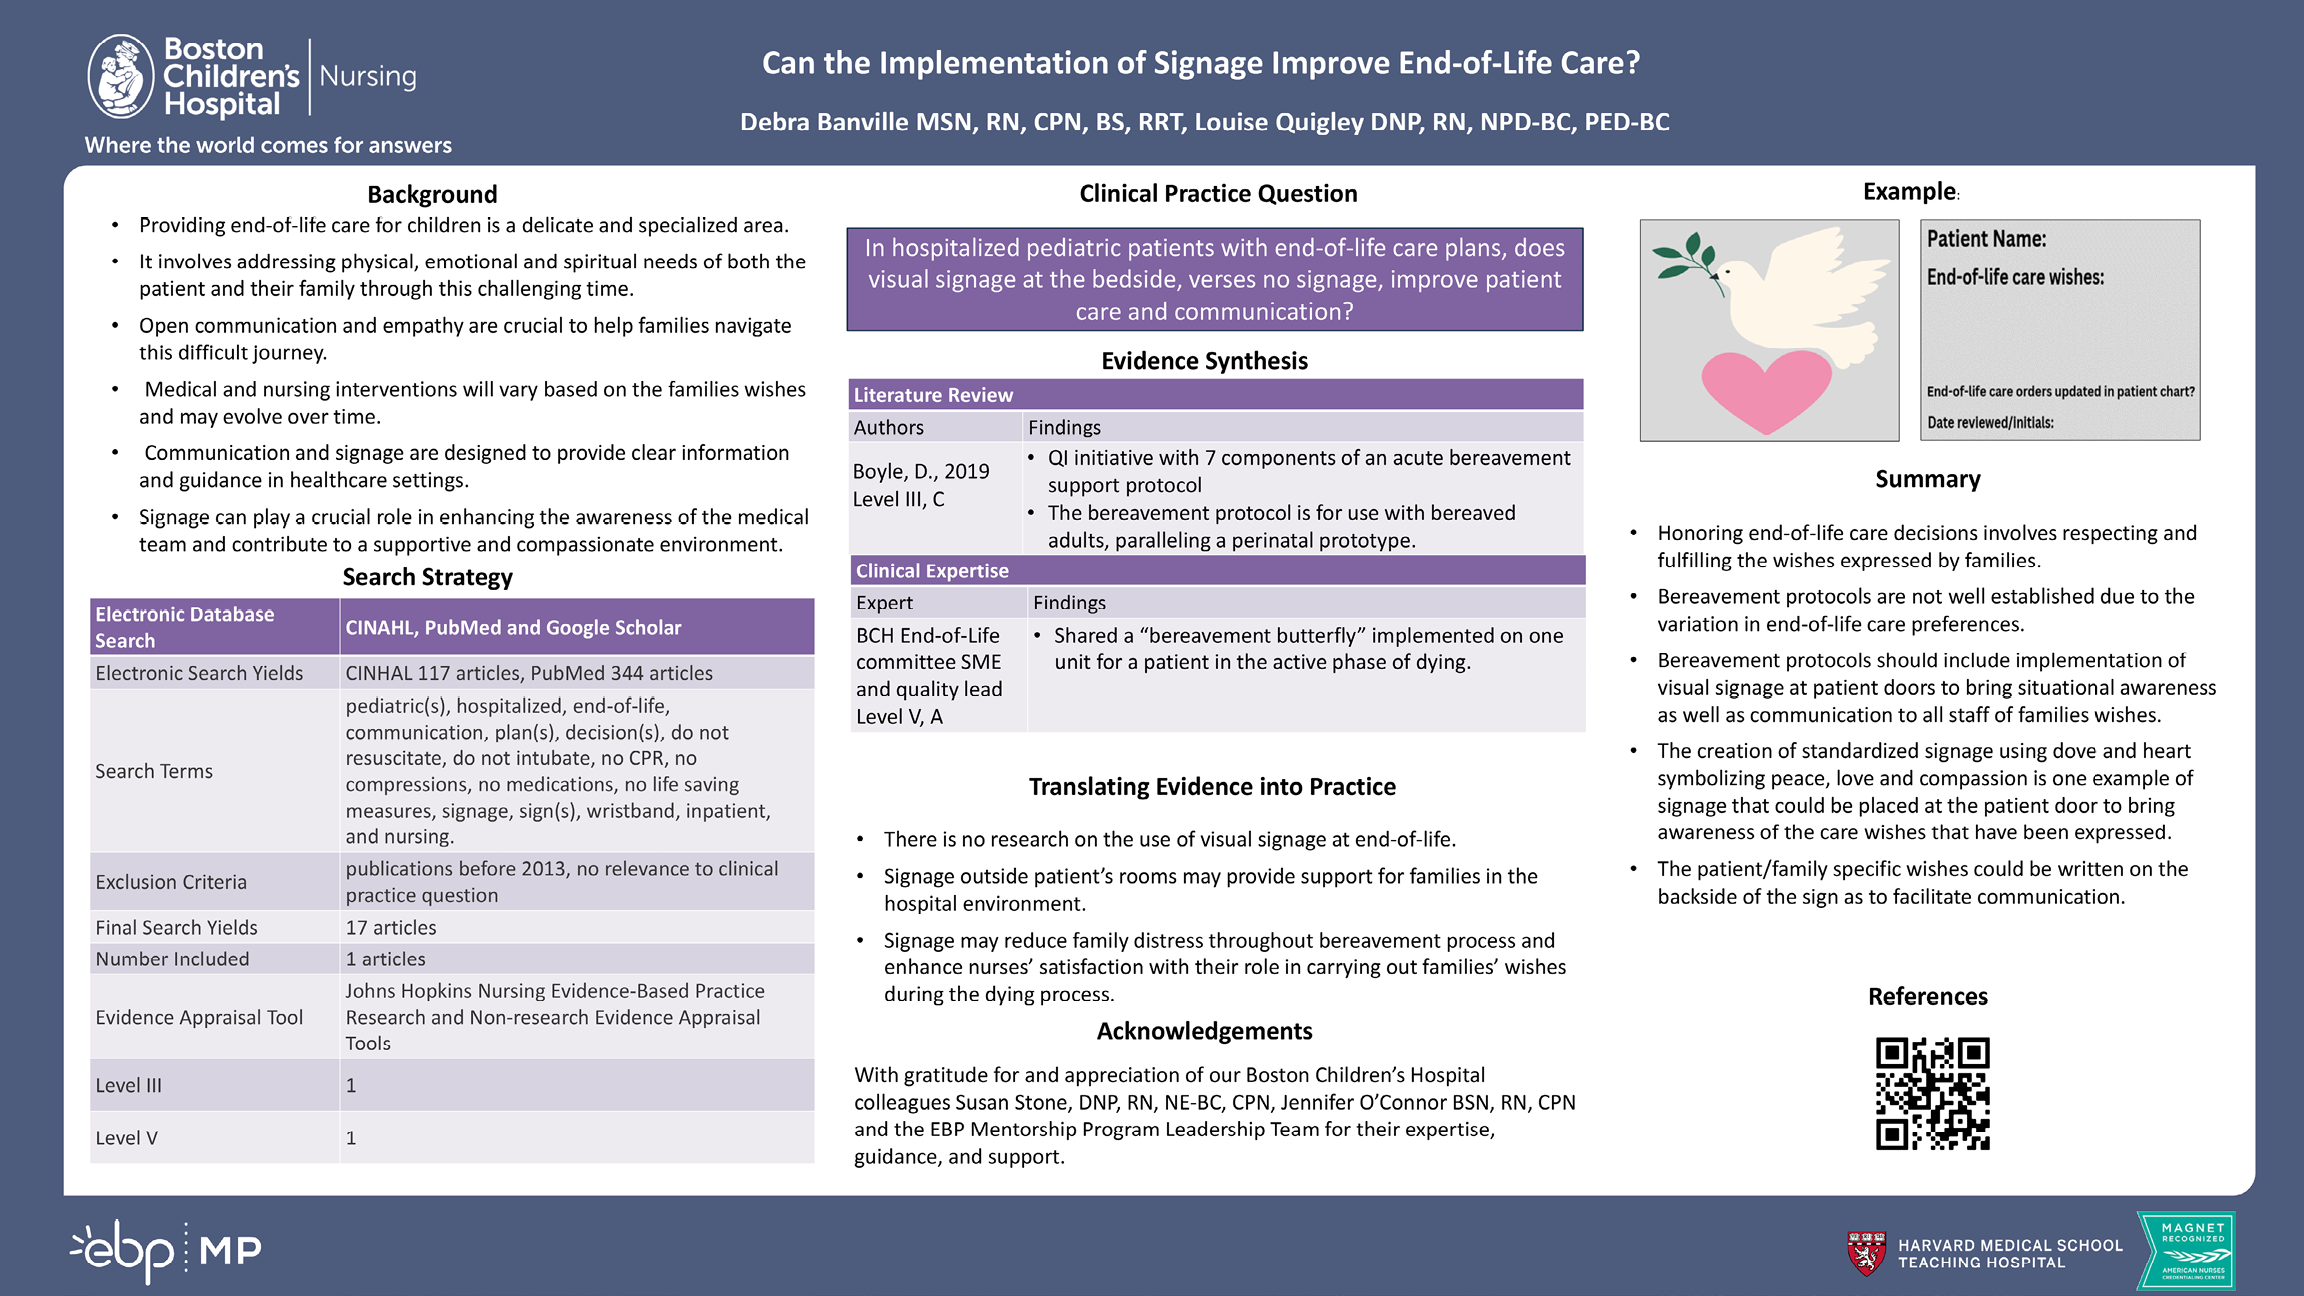 Boston
Children's
Hospital
Nursing
Where the world comes for answers
Can the Implementation of Signage Improve End-of-Life Care?
Debra Banville MSN, RN, CPN, BS, RRT, Louise Quigley DNP, RN, NPD-BC, PED-BC
Background
• Providing end-of-life care for children is a delicate and specialized area.
• It involves addressing physical, emotional and spiritual needs of both the
patient and their family through this challenging time.
• Open communication and empathy are crucial to help families navigate
this difficult journey.
• Medical and nursing interventions will vary based on the families wishes
and may evolve over time.
• Communication and signage are designed to provide clear information
and guidance in healthcare settings.
• Signage can play a crucial role in enhancing the awareness of the medical
team and contribute to a supportive and compassionate environment.
Search Strategy
Electronic Database
Search
CINAHL, PubMed and Google Scholar
Electronic Search Yields
CINHAL 117 articles, PubMed 344 articles
Search Terms
pediatric(s), hospitalized, end-of-life,
communication, plan(s), decision(s), do not
resuscitate, do not intubate, no CPR, no
compressions, no medications, no life saving
measures, signage, sign(s), wristband, inpatient,
and nursing.
Exclusion Criteria
publications before 2013, no relevance to clinical
practice question
Final Search Yields
17 articles
Number Included
1 articles
Evidence Appraisal Tool
Johns Hopkins Nursing Evidence-Based Practice
Research and Non-research Evidence Appraisal
Tools
Level III
1
Level V
1
Clinical Practice Question
In hospitalized pediatric patients with end-of-life care plans, does
visual signage at the bedside, verses no signage, improve patient
care and communication?
Evidence Synthesis
Literature Review
Authors
Findings
Boyle, D., 2019
Level III, C
• QI initiative with 7 components of an acute bereavement
support protocol
• The bereavement protocol is for use with bereaved
adults, paralleling a perinatal prototype.
Clinical Expertise
Expert
Findings
BCH End-of-Life
committee SME
and quality lead
Level V, A
• Shared a “bereavement butterfly” implemented on one
unit for a patient in the active phase of dying.
Translating Evidence into Practice
• There is no research on the use of visual signage at end-of-life.
• Signage outside patient’s rooms may provide support for families in the
hospital environment.
• Signage may reduce family distress throughout bereavement process and
enhance nurses’ satisfaction with their role in carrying out families’ wishes
during the dying process.
Acknowledgements
With gratitude for and appreciation of our Boston Children’s Hospital
colleagues Susan Stone, DNP, RN, NE-BC, CPN, Jennifer O’Connor BSN, RN, CPN
and the EBP Mentorship Program Leadership Team for their expertise,
guidance, and support.
Example:
Patient Name:
End-of-life care wishes:
End-of-life care orders updated in patient chart?
Date reviewed/initials:
Summary
• Honoring end-of-life care decisions involves respecting and
fulfilling the wishes expressed by families.
• Bereavement protocols are not well established due to the
variation in end-of-life care preferences.
• Bereavement protocols should include implementation of
visual signage at patient doors to bring situational awareness
as well as communication to all staff of families wishes.
• The creation of standardized signage using dove and heart
symbolizing peace, love and compassion is one example of
signage that could be placed at the patient door to bring
awareness of the care wishes that have been expressed.
• The patient/family specific wishes could be written on the
backside of the sign as to facilitate communication.
References
ebp MP
HARVARD MEDICAL SCHOOL
TEACHING HOSPITAL
MAGNET
RECOGNIZED
AMERICAN NURSES
CREDENTIALING CENTER